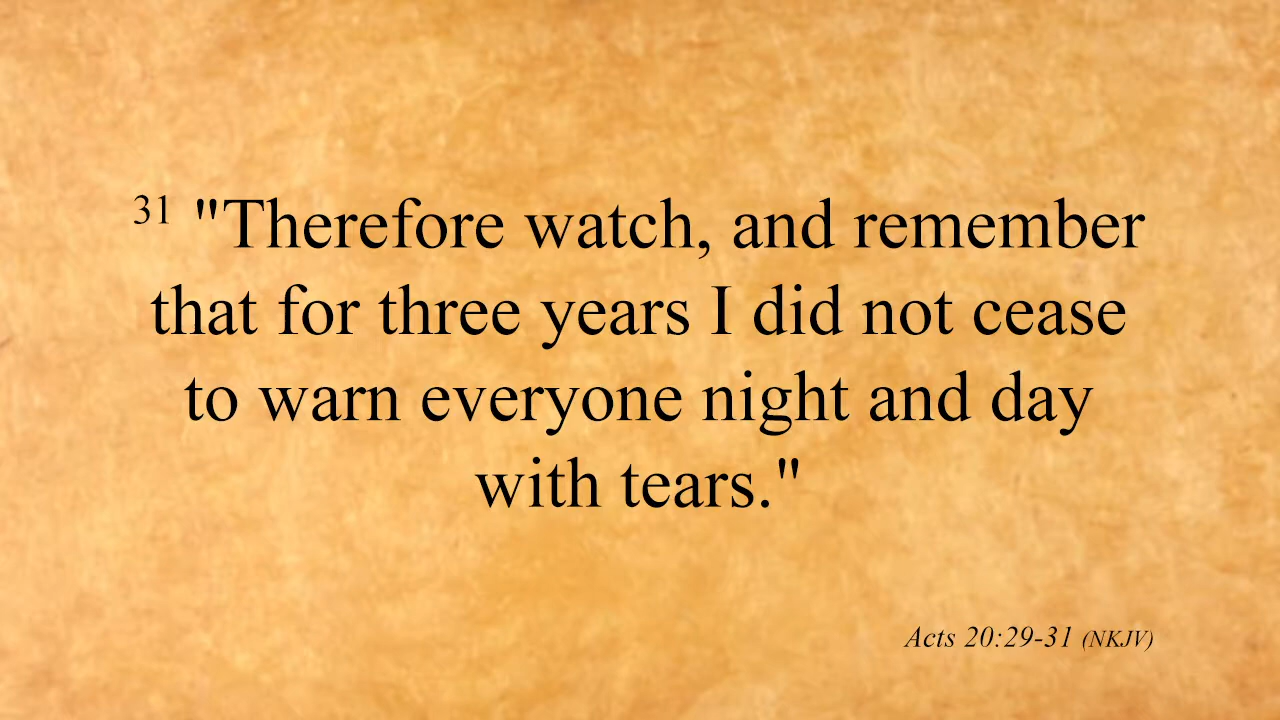 31 "Therefore watch, and remember
that for three years I did not cease
to warn everyone night and day
with tears."
Acts 20:29-31 (NKJV)